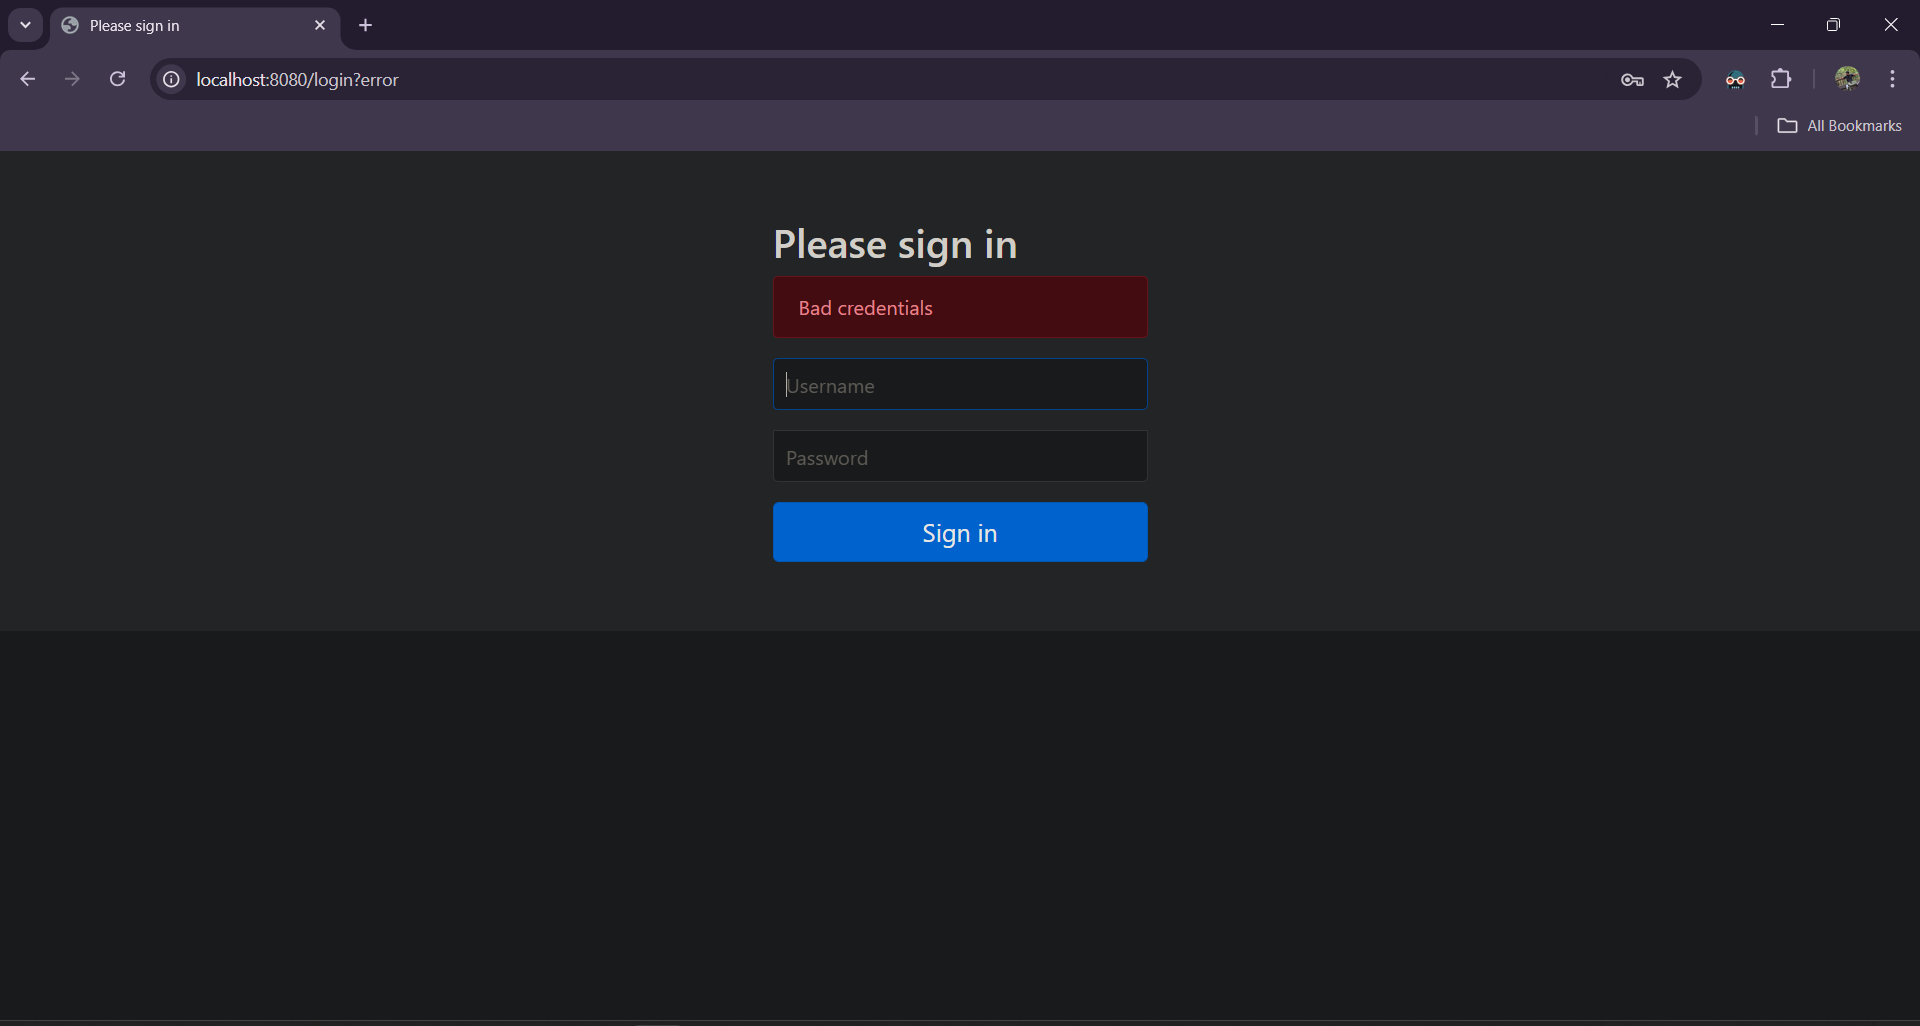 Please sign in
localhost:8080/login?error
All Bookmarks
Please sign in
Bad credentials
Username
Password
Sign in